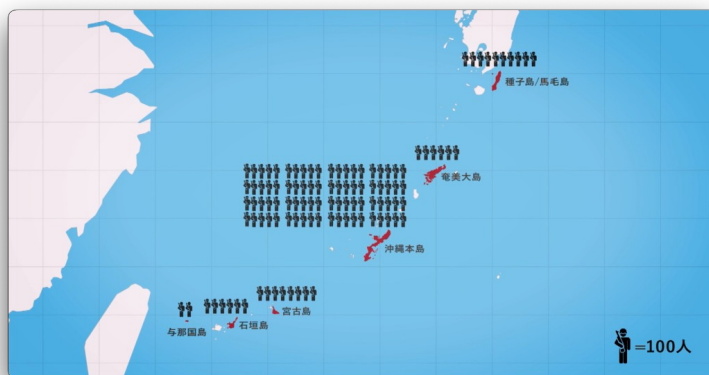 種子島/馬毛島
奄美大島
沖縄本島
宮古島
石垣島
与那国島
=100人